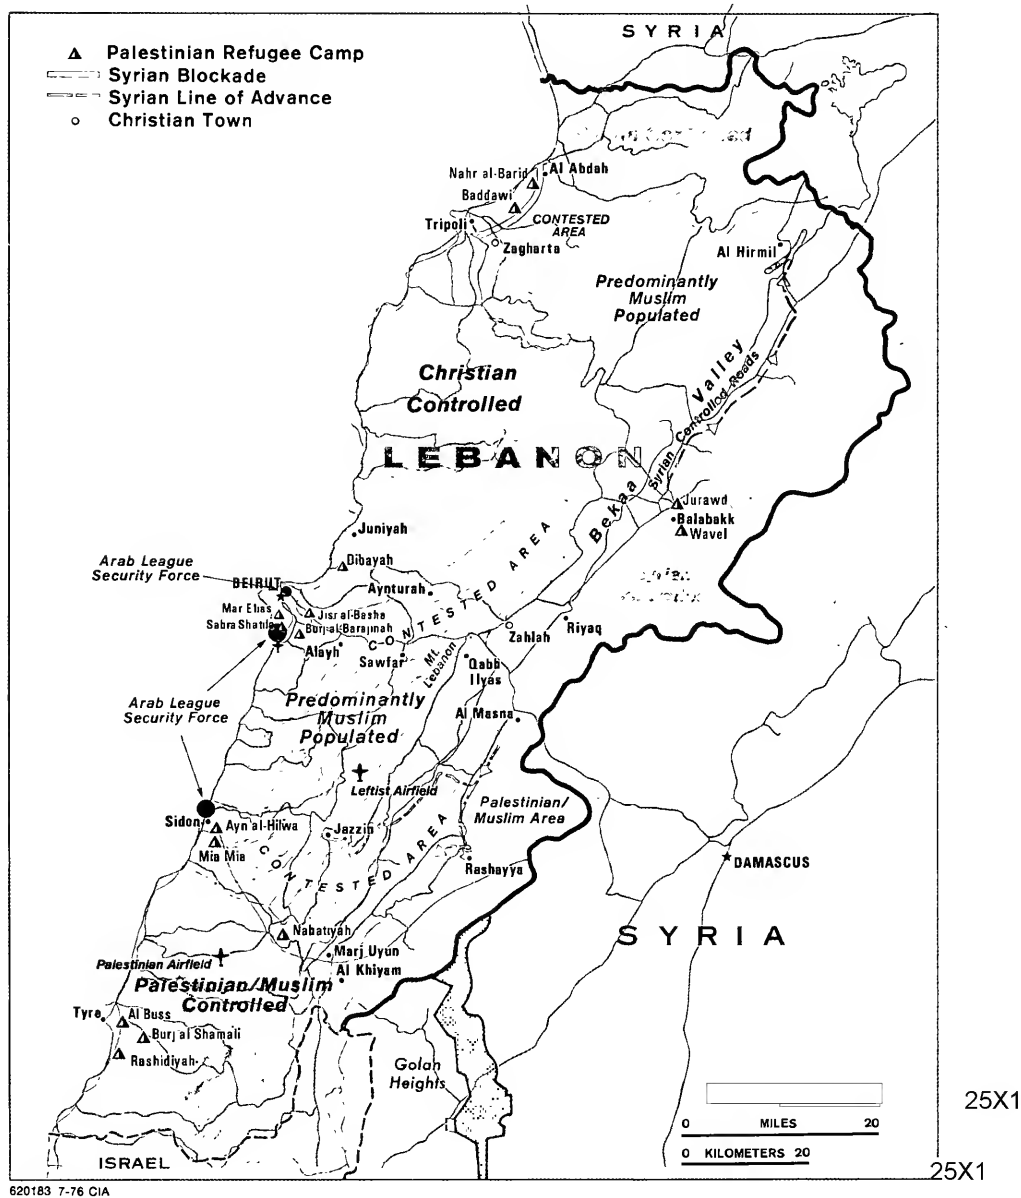 SYRIA
Palestinian Refugee Camp
Syrian Blockade
Syrian Line of Advance
Christian Town
Nahr al-Barid
Al Abdah
Baddawi
Tripoli
CONTESTED
AREA
Zagharta
Al Hirmil
Predominantly
Muslim
Populated
Christian
Controlled
Valley
Syrian Controlled Roads
LEBANON
Bekaa
Jurawd
Balabakk
Wavel
Juniyah
Arab League
Security Force
Dibayah
BEIRUT
Aynturah
CONTESTED AREA
Mar Elias
Jisr al-Basha
Sabra Shatila
Burj al-Barajnah
Zahlah
Riyaq
Alayh
Sawfar
Mt.
Lebanon
Qabb
Ilyas
Arab League
Security Force
Predominantly
Muslim
Populated
Al Masna
Leftist Airfield
Palestinian/
Muslim Area
Sidon
Ayn al-Hilwa
Jazzin
Mia Mia
CONTESTED AREA
Rashayya
DAMASCUS
Nabatiyah
SYRIA
Marj Uyun
Palestinian Airfield
Al Khiyam
Palestinian/Muslim
Controlled
Tyre
Al Buss
Burj al Shamali
Rashidiyah
Golan
Heights
25X1
0 MILES 20
0 KILOMETERS 20
ISRAEL
25X1
620183 7-76 CIA